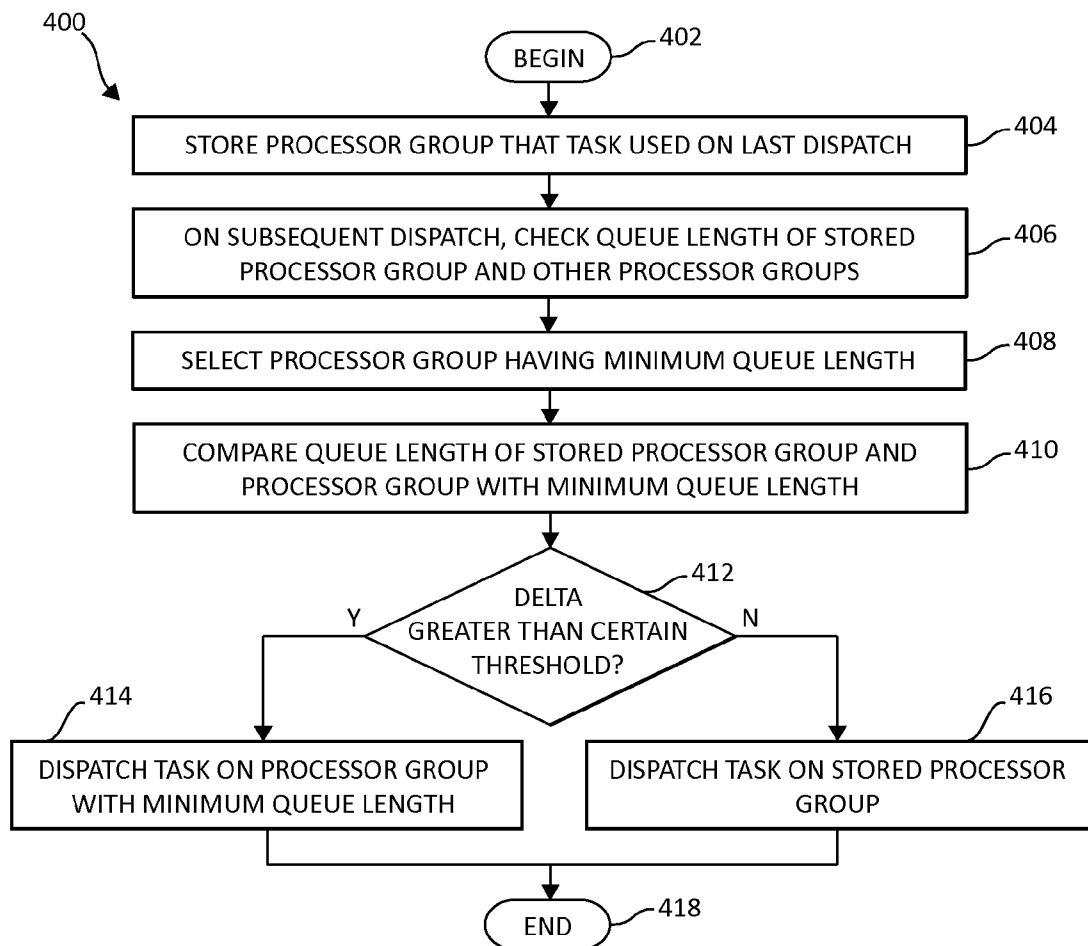 400
BEGIN
402
STORE PROCESSOR GROUP THAT TASK USED ON LAST DISPATCH
404
ON SUBSEQUENT DISPATCH, CHECK QUEUE LENGTH OF STORED
PROCESSOR GROUP AND OTHER PROCESSOR GROUPS
406
SELECT PROCESSOR GROUP HAVING MINIMUM QUEUE LENGTH
408
COMPARE QUEUE LENGTH OF STORED PROCESSOR GROUP AND
PROCESSOR GROUP WITH MINIMUM QUEUE LENGTH
410
412
DELTA
GREATER THAN CERTAIN
THRESHOLD?
Y
N
414
DISPATCH TASK ON PROCESSOR GROUP
WITH MINIMUM QUEUE LENGTH
416
DISPATCH TASK ON STORED PROCESSOR
GROUP
END
418